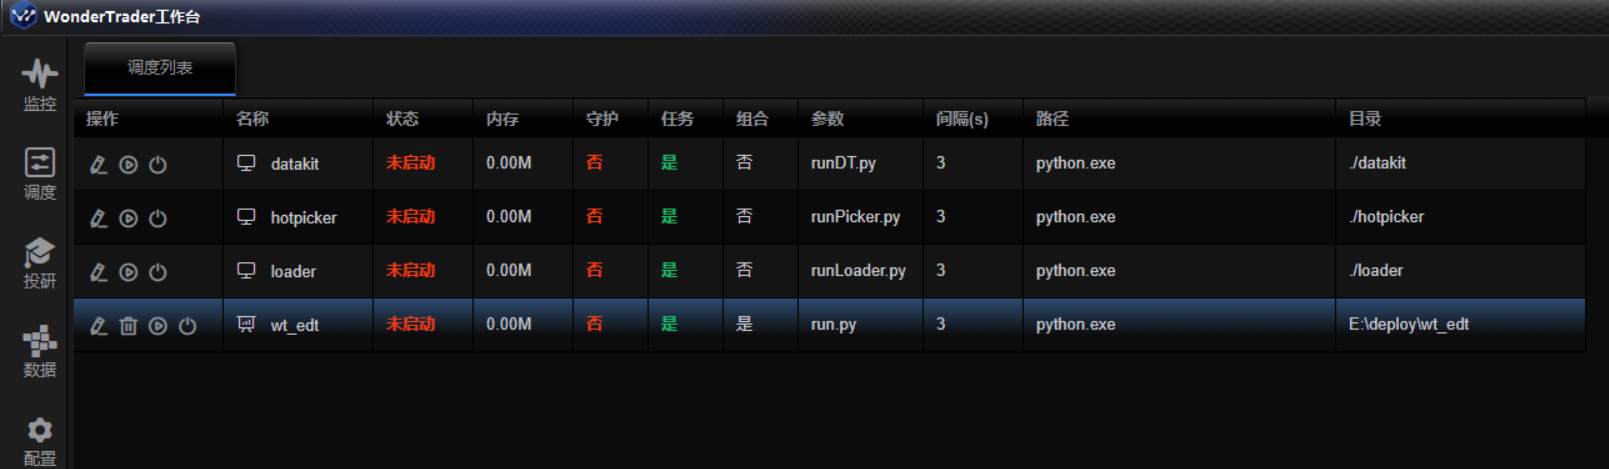 WonderTrader工作台
调度列表
监控
调度
投研
数据
配置
操作 名称 状态 内存 守护 任务 组合 参数 间隔(s) 路径 目录
datakit 未启动 0.00M 否 是 否 runDT.py 3 python.exe ./datakit
hotpicker 未启动 0.00M 否 是 否 runPicker.py 3 python.exe ./hotpicker
loader 未启动 0.00M 否 是 否 runLoader.py 3 python.exe ./loader
wt_edt 未启动 0.00M 否 是 是 run.py 3 python.exe E:\deploy\wt_edt